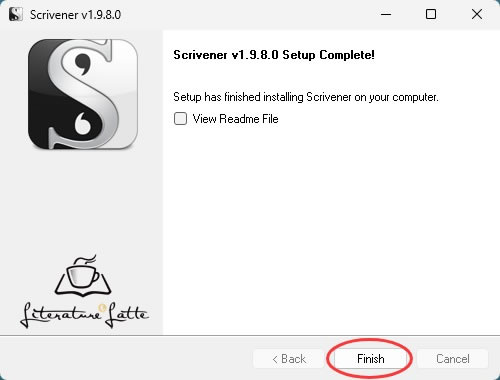 Scrivener v1.9.8.0
Scrivener v1.9.8.0 Setup Complete!
Setup has finished installing Scrivener on your computer.
View Readme File
Literature & Latte
< Back
Finish
Cancel